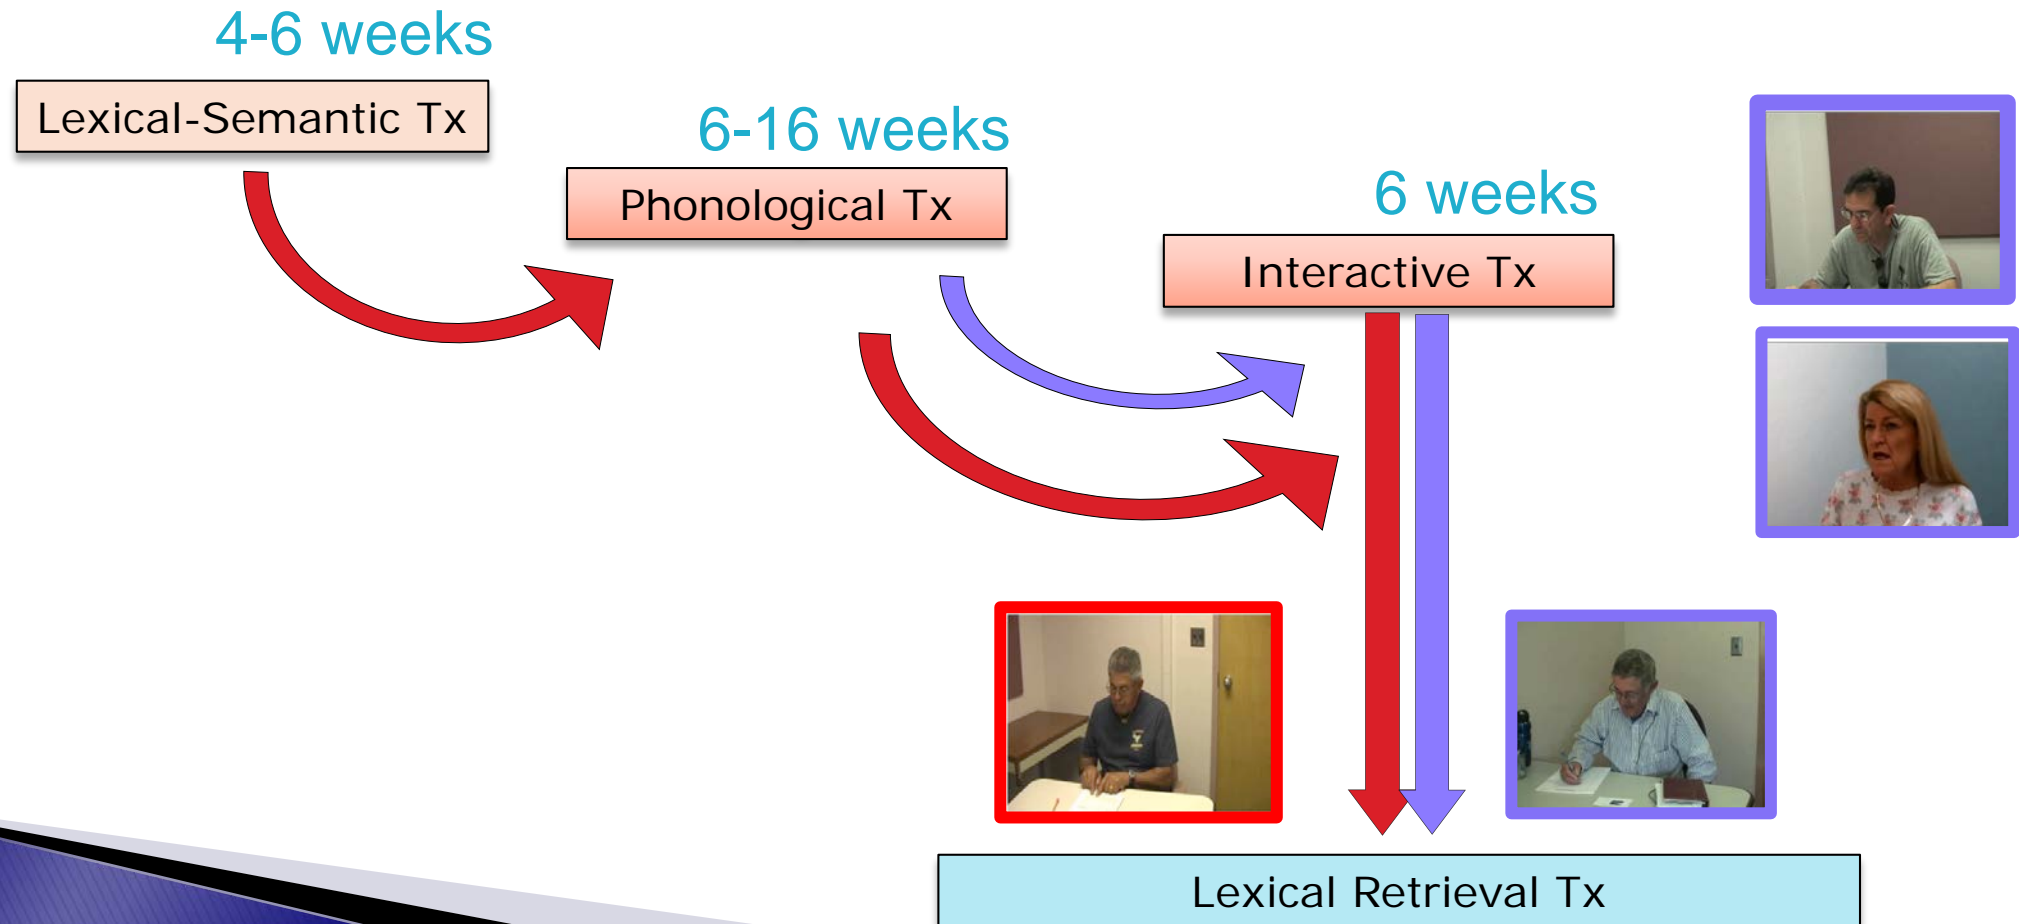 4-6 weeks
Lexical-Semantic Tx
6-16 weeks
Phonological Tx
6 weeks
Interactive Tx
Lexical Retrieval Tx